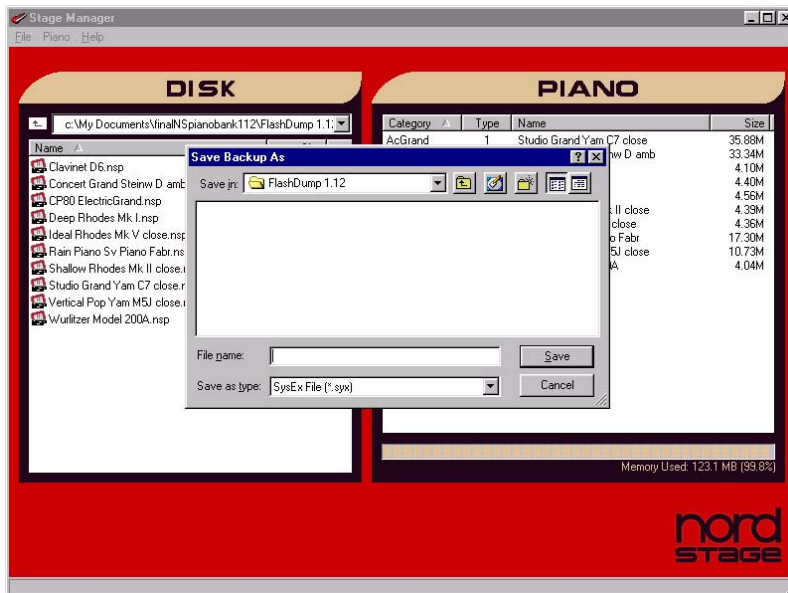 Stage Manager
File Piano Help
DISK
PIANO
c:\My Documents\finalNSpianobank112\FlashDump 1.1
Name
Clavinet D6.nsp
Concert Grand Steinw D amb
CP80 ElectricGrand.nsp
Deep Rhodes Mk I.nsp
Ideal Rhodes Mk V close.nsp
Rain Piano Sv Piano Fabr.ns
Shallow Rhodes Mk II close.
Studio Grand Yam C7 close.
Vertical Pop Yam M5J close.
Wurlitzer Model 200A.nsp
Category Type Name Size
AcGrand 1 Studio Grand Yam C7 close 35.88M
w D amb 33.34M
4.10M
4.40M
4.56M
II close 4.39M
close 4.36M
Fabr 17.30M
5J close 10.73M
4.04M
Save Backup As
Save in: FlashDump 1.12
File name:
Save
Save as type: SysEx File (*.syx)
Cancel
Memory Used: 123.1 MB (99.8%)
nord
stage